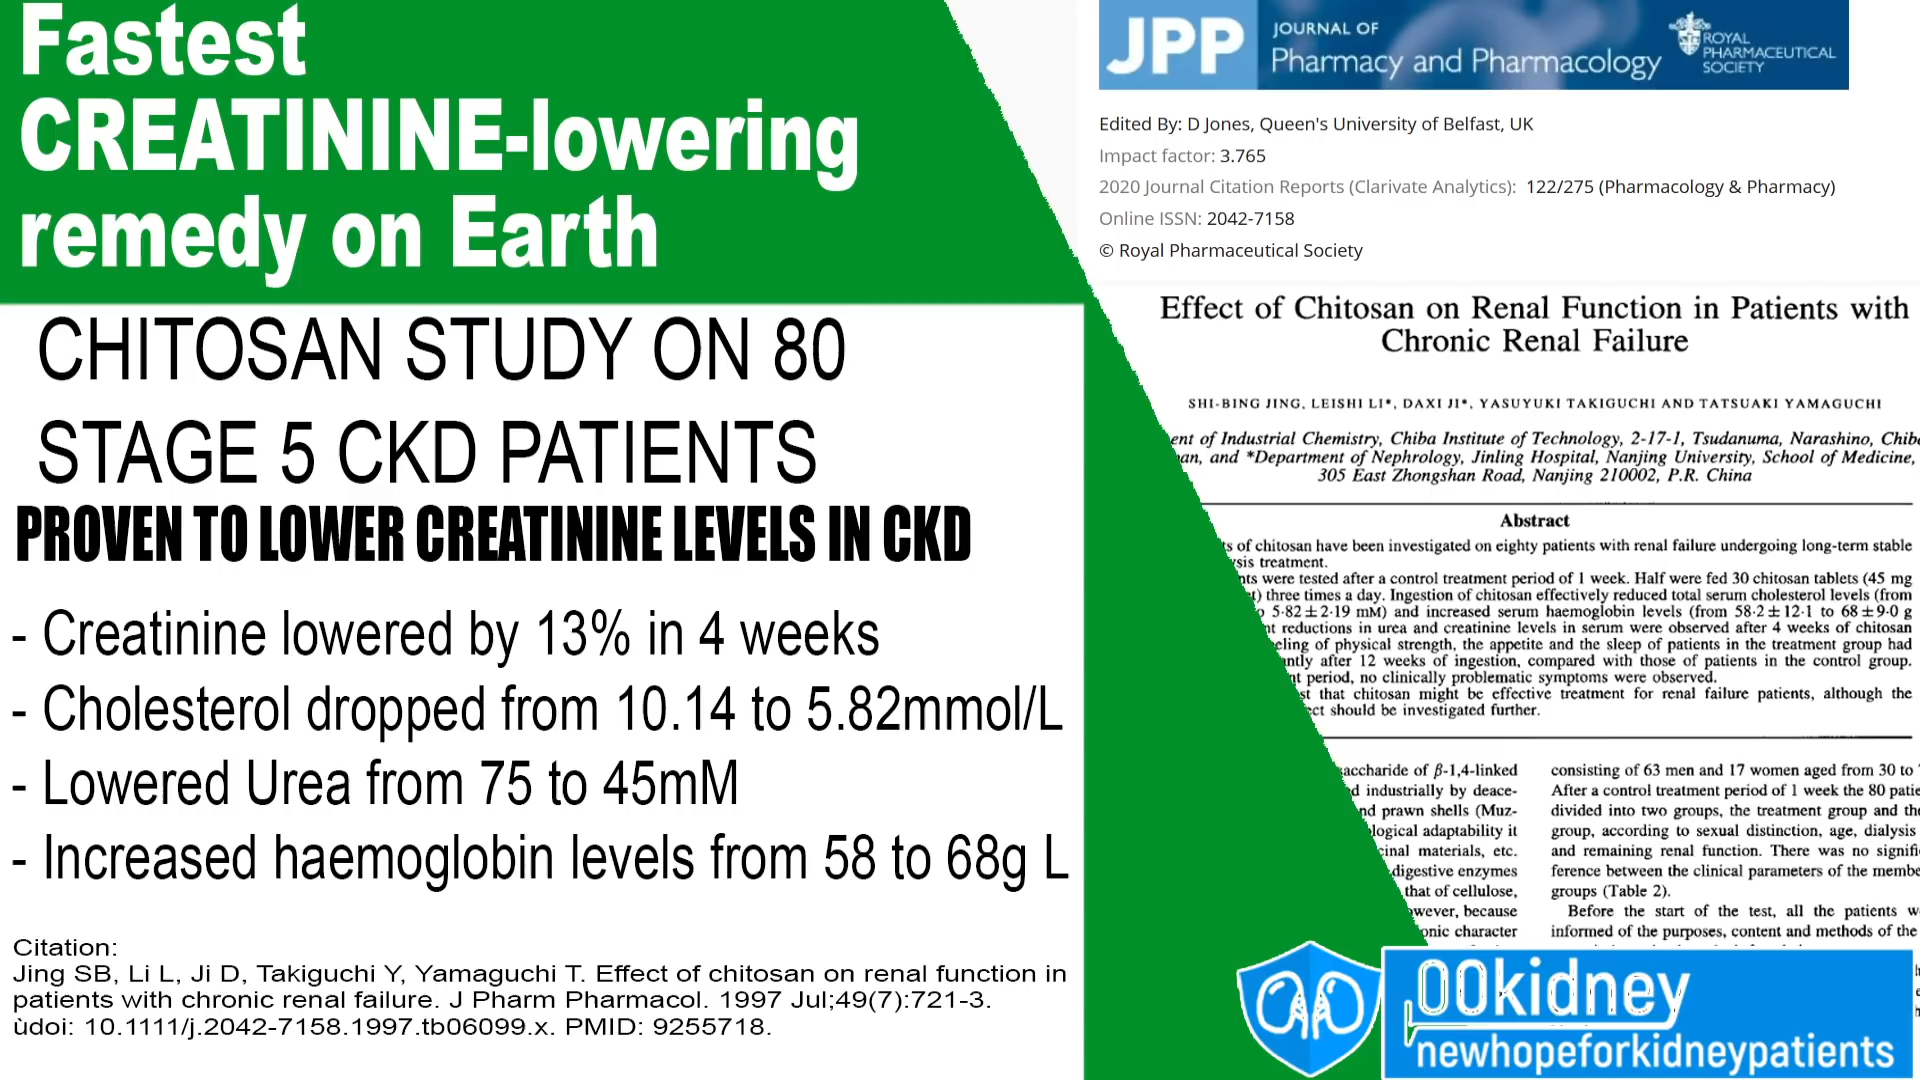 Fastest
CREATININE-lowering
remedy on Earth
CHITOSAN STUDY ON 80
STAGE 5 CKD PATIENTS
PROVEN TO LOWER CREATININE LEVELS IN CKD
- Creatinine lowered by 13% in 4 weeks
- Cholesterol dropped from 10.14 to 5.82mmol/L
- Lowered Urea from 75 to 45mM
- Increased haemoglobin levels from 58 to 68g L
Citation:
Jing SB, Li L, Ji D, Takiguchi Y, Yamaguchi T. Effect of chitosan on renal function in
patients with chronic renal failure. J Pharm Pharmacol. 1997 Jul;49(7):721-3.
ùdoi: 10.1111/j.2042-7158.1997.tb06099.x. PMID: 9255718.
JPP JOURNAL OF
Pharmacy and Pharmacology
ROYAL
PHARMACEUTICAL
SOCIETY
Edited By: D Jones, Queen's University of Belfast, UK
Impact factor: 3.765
2020 Journal Citation Reports (Clarivate Analytics): 122/275 (Pharmacology & Pharmacy)
Online ISSN: 2042-7158
© Royal Pharmaceutical Society
Effect of Chitosan on Renal Function in Patients with
Chronic Renal Failure
SHI-BING JING, LEISHI LI*, DAXI JI*, YASUYUKI TAKIGUCHI AND TATSUAKI YAMAGUCHI
of Industrial Chemistry, Chiba Institute of Technology, 2-17-1, Tsudanuma, Narashino,
and *Department of Nephrology, Jinling Hospital, Nanjing University, School of Medicine,
305 East Zhongshan Road, Nanjing 210002, P.R. China
Abstract
of chitosan have been investigated on eighty patients with renal failure undergoing long-term stable
treatment.
were tested after a control treatment period of 1 week. Half were fed 30 chitosan tablets (45 mg
three times a day. Ingestion of chitosan effectively reduced total serum cholesterol levels (from
5·82 ± 2·19 mM) and increased serum haemoglobin levels (from 58·2 ± 12·1 to 68 ± 9·0 g
reductions in urea and creatinine levels in serum were observed after 4 weeks of chitosan
of physical strength, the appetite and the sleep of patients in the treatment group had
after 12 weeks of ingestion, compared with those of patients in the control group.
period, no clinically problematic symptoms were observed.
that chitosan might be effective treatment for renal failure patients, although the
should be investigated further.
of β-1,4-linked
industrially by deace-
prawn shells (Muz-
adaptability it
materials, etc.
digestive enzymes
that of cellulose,
because
character
consisting of 63 men and 17 women aged from 30 to
After a control treatment period of 1 week the 80
divided into two groups, the treatment group and
group, according to sexual distinction, age, dialysis
and remaining renal function. There was no
ference between the clinical parameters of the
groups (Table 2).
Before the start of the test, all the patients
informed of the purposes, content and methods of the
00kidney
newhopeforkidneypatients